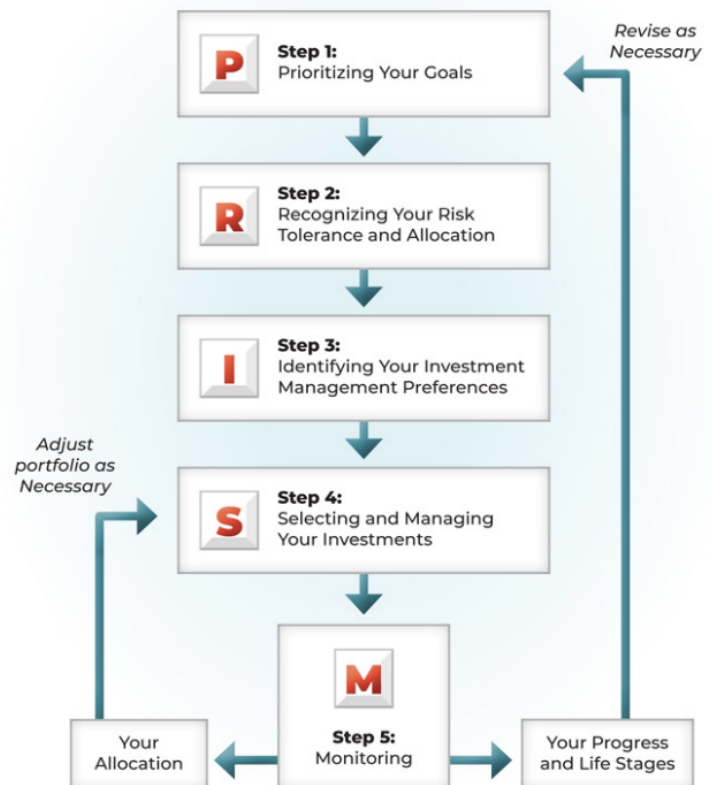 Revise as
Necessary
P
Step 1:
Prioritizing Your Goals
R
Step 2:
Recognizing Your Risk
Tolerance and Allocation
I
Step 3:
Identifying Your Investment
Management Preferences
Adjust
portfolio as
Necessary
S
Step 4:
Selecting and Managing
Your Investments
M
Step 5:
Monitoring
Your
Allocation
Your Progress
and Life Stages